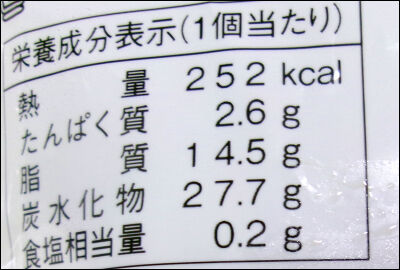 栄養成分表示(1個当たり)
熱量 252 kcal
たんぱく質 2.6 g
脂質 14.5 g
炭水化物 27.7 g
食塩相当量 0.2 g